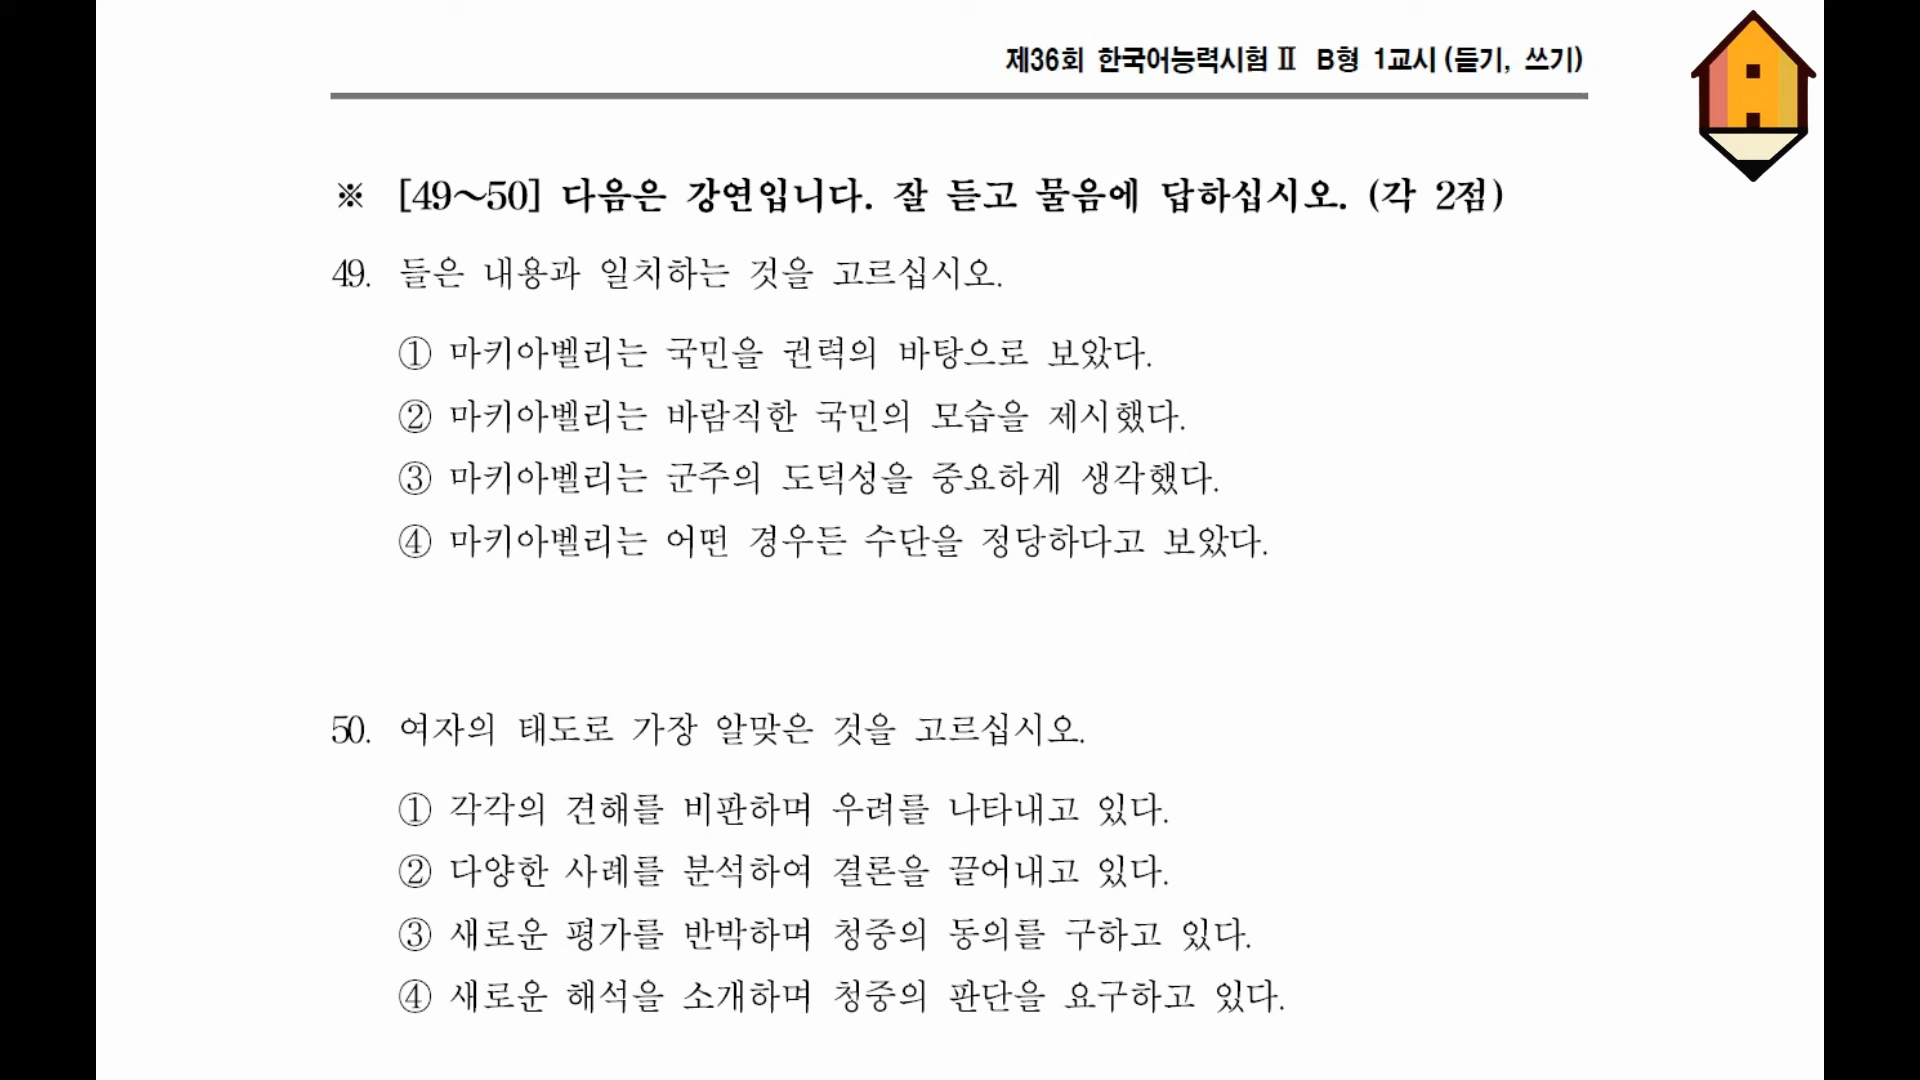 제36회 한국어능력시험 Ⅱ B형 1교시 (듣기, 쓰기)
※ [49～50] 다음은 강연입니다. 잘 듣고 물음에 답하십시오. (각 2점)
49. 들은 내용과 일치하는 것을 고르십시오.
① 마키아벨리는 국민을 권력의 바탕으로 보았다.
② 마키아벨리는 바람직한 국민의 모습을 제시했다.
③ 마키아벨리는 군주의 도덕성을 중요하게 생각했다.
④ 마키아벨리는 어떤 경우든 수단을 정당하다고 보았다.
50. 여자의 태도로 가장 알맞은 것을 고르십시오.
① 각각의 견해를 비판하며 우려를 나타내고 있다.
② 다양한 사례를 분석하여 결론을 끌어내고 있다.
③ 새로운 평가를 반박하며 청중의 동의를 구하고 있다.
④ 새로운 해석을 소개하며 청중의 판단을 요구하고 있다.